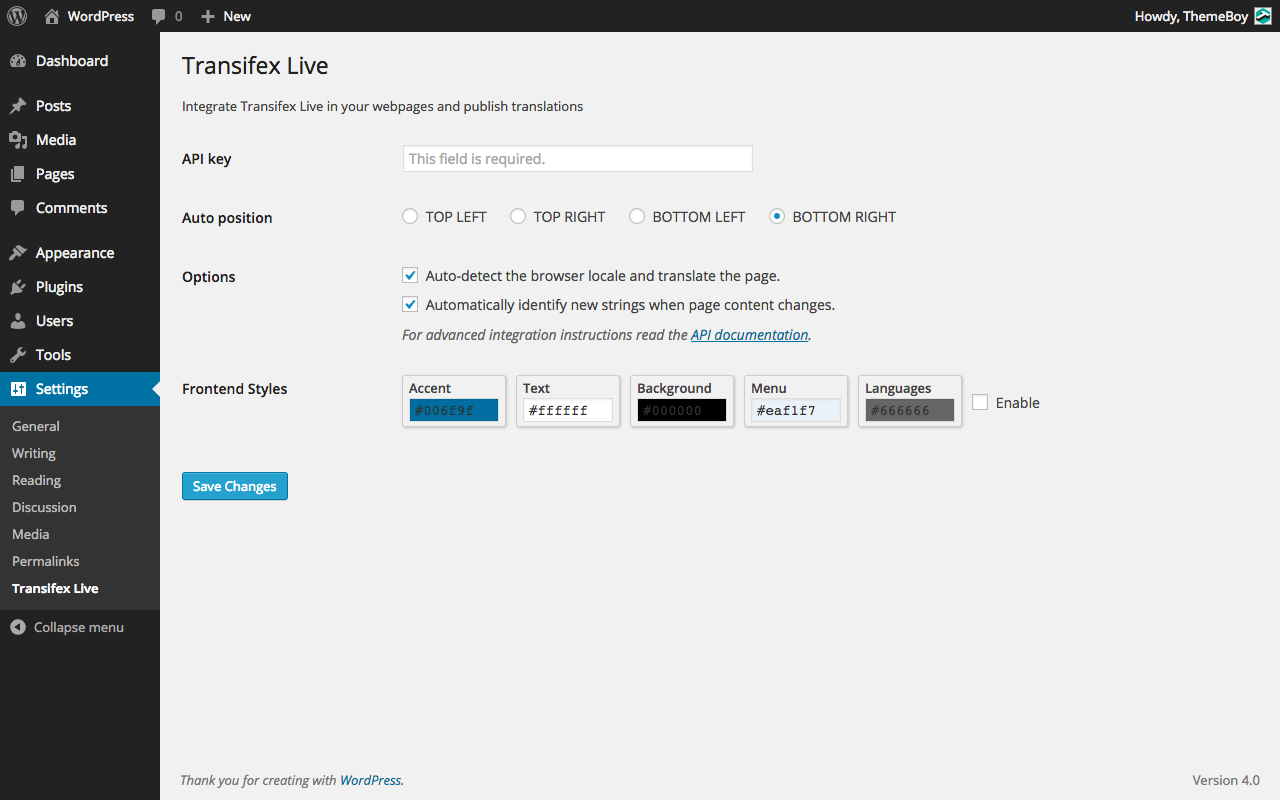 WordPress 0 New Howdy, ThemeBoy
Dashboard
Posts
Media
Pages
Comments
Appearance
Plugins
Users
Tools
Settings
General
Writing
Reading
Discussion
Media
Permalinks
Transifex Live
Collapse menu
Transifex Live
Integrate Transifex Live in your webpages and publish translations
API key This field is required.
Auto position TOP LEFT TOP RIGHT BOTTOM LEFT BOTTOM RIGHT
Options Auto-detect the browser locale and translate the page.
Automatically identify new strings when page content changes.
For advanced integration instructions read the API documentation.
Frontend Styles Accent Text Background Menu Languages
#006f9f #ffffff #000000 #eaf1f7 #666666 Enable
Save Changes
Thank you for creating with WordPress. Version 4.0